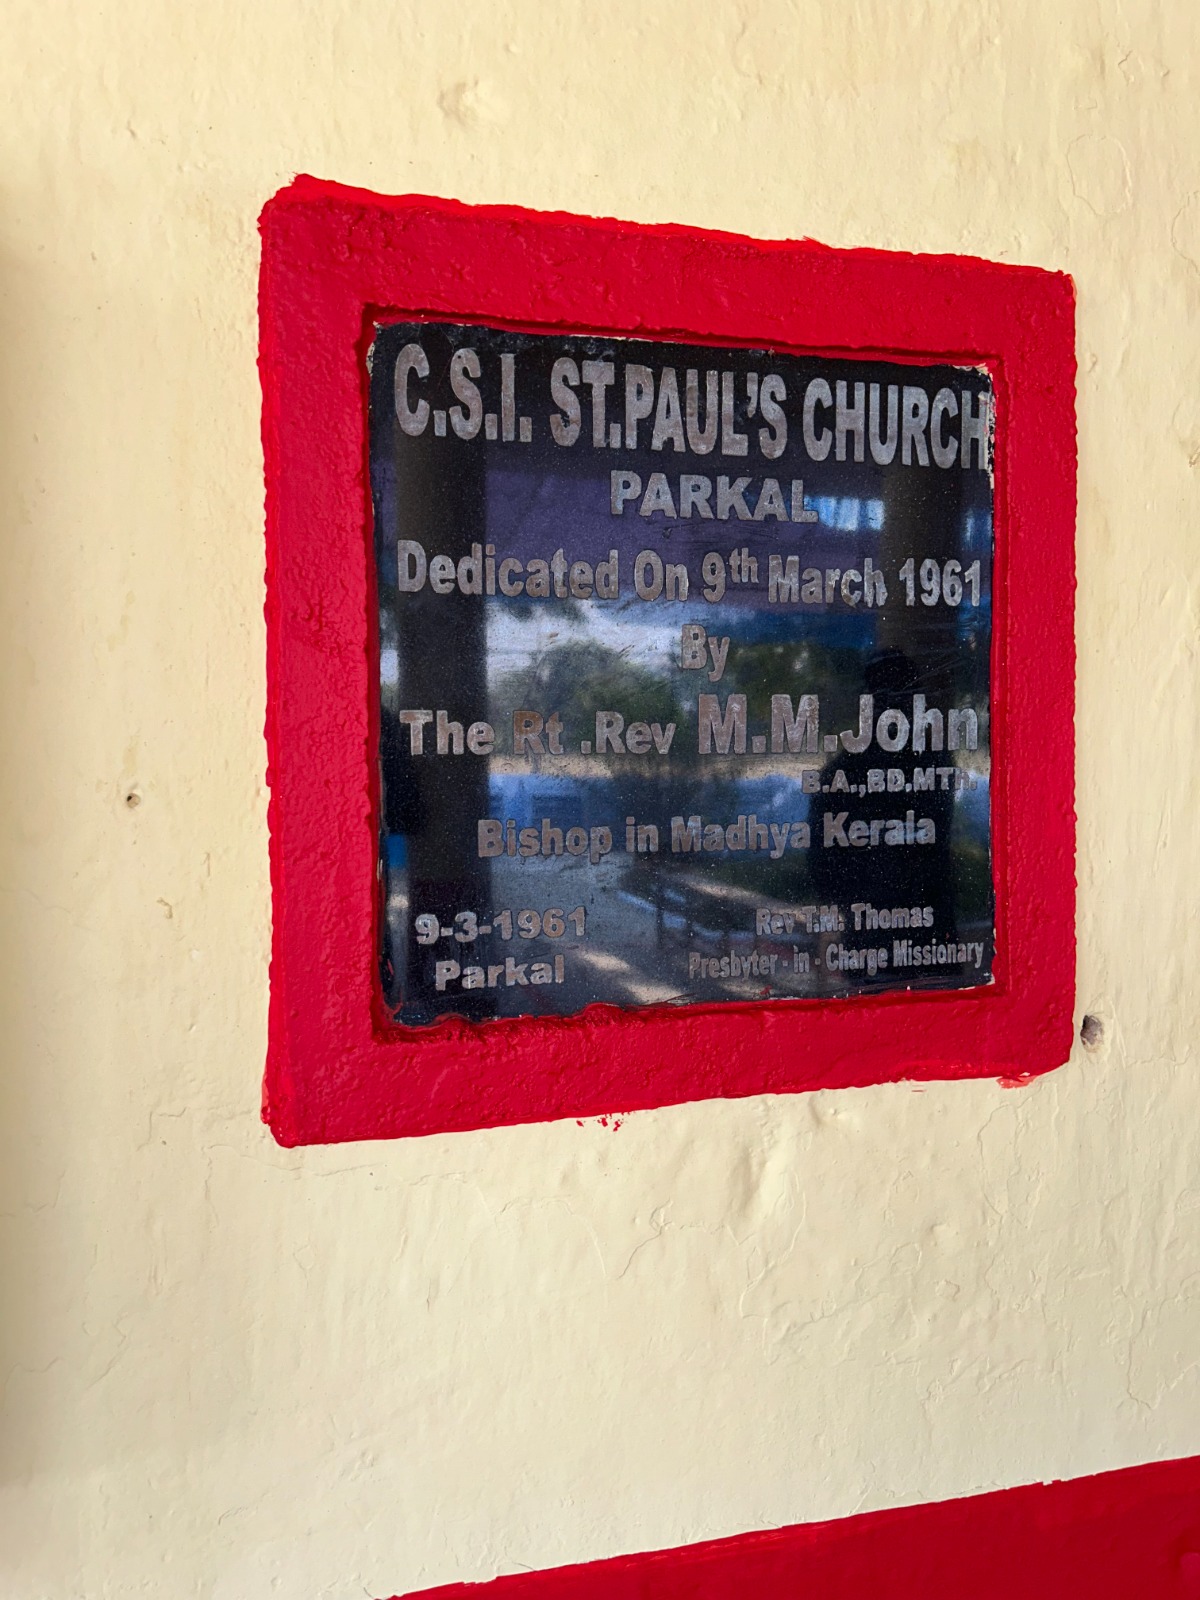 C.S.I. ST.PAUL'S CHURCH
PARKAL
Dedicated On 9th March 1961
By
The Rt .Rev M.M.John
B.A.,BD,MTH.
Bishop in Madhya Kerala
9-3-1961
Parkal
Rev T.M. Thomas
Presbyter - in - Charge Missionary